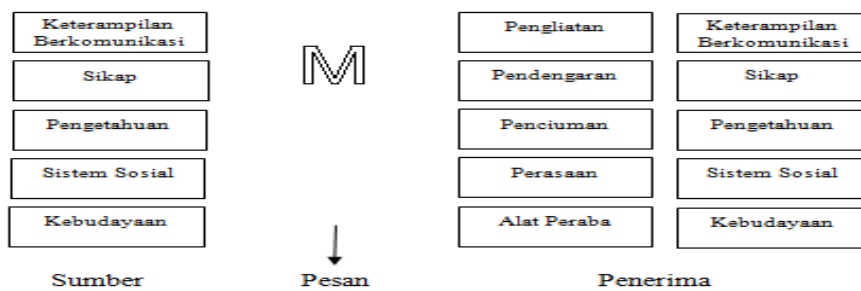 Keterampilan
Berkomunikasi
Sikap
Pengetahuan
Sistem Sosial
Kebudayaan
Sumber
M
Pesan
Pengliatan
Pendengaran
Penciuman
Perasaan
Alat Peraba
Keterampilan
Berkomunikasi
Sikap
Pengetahuan
Sistem Sosial
Kebudayaan
Penerima